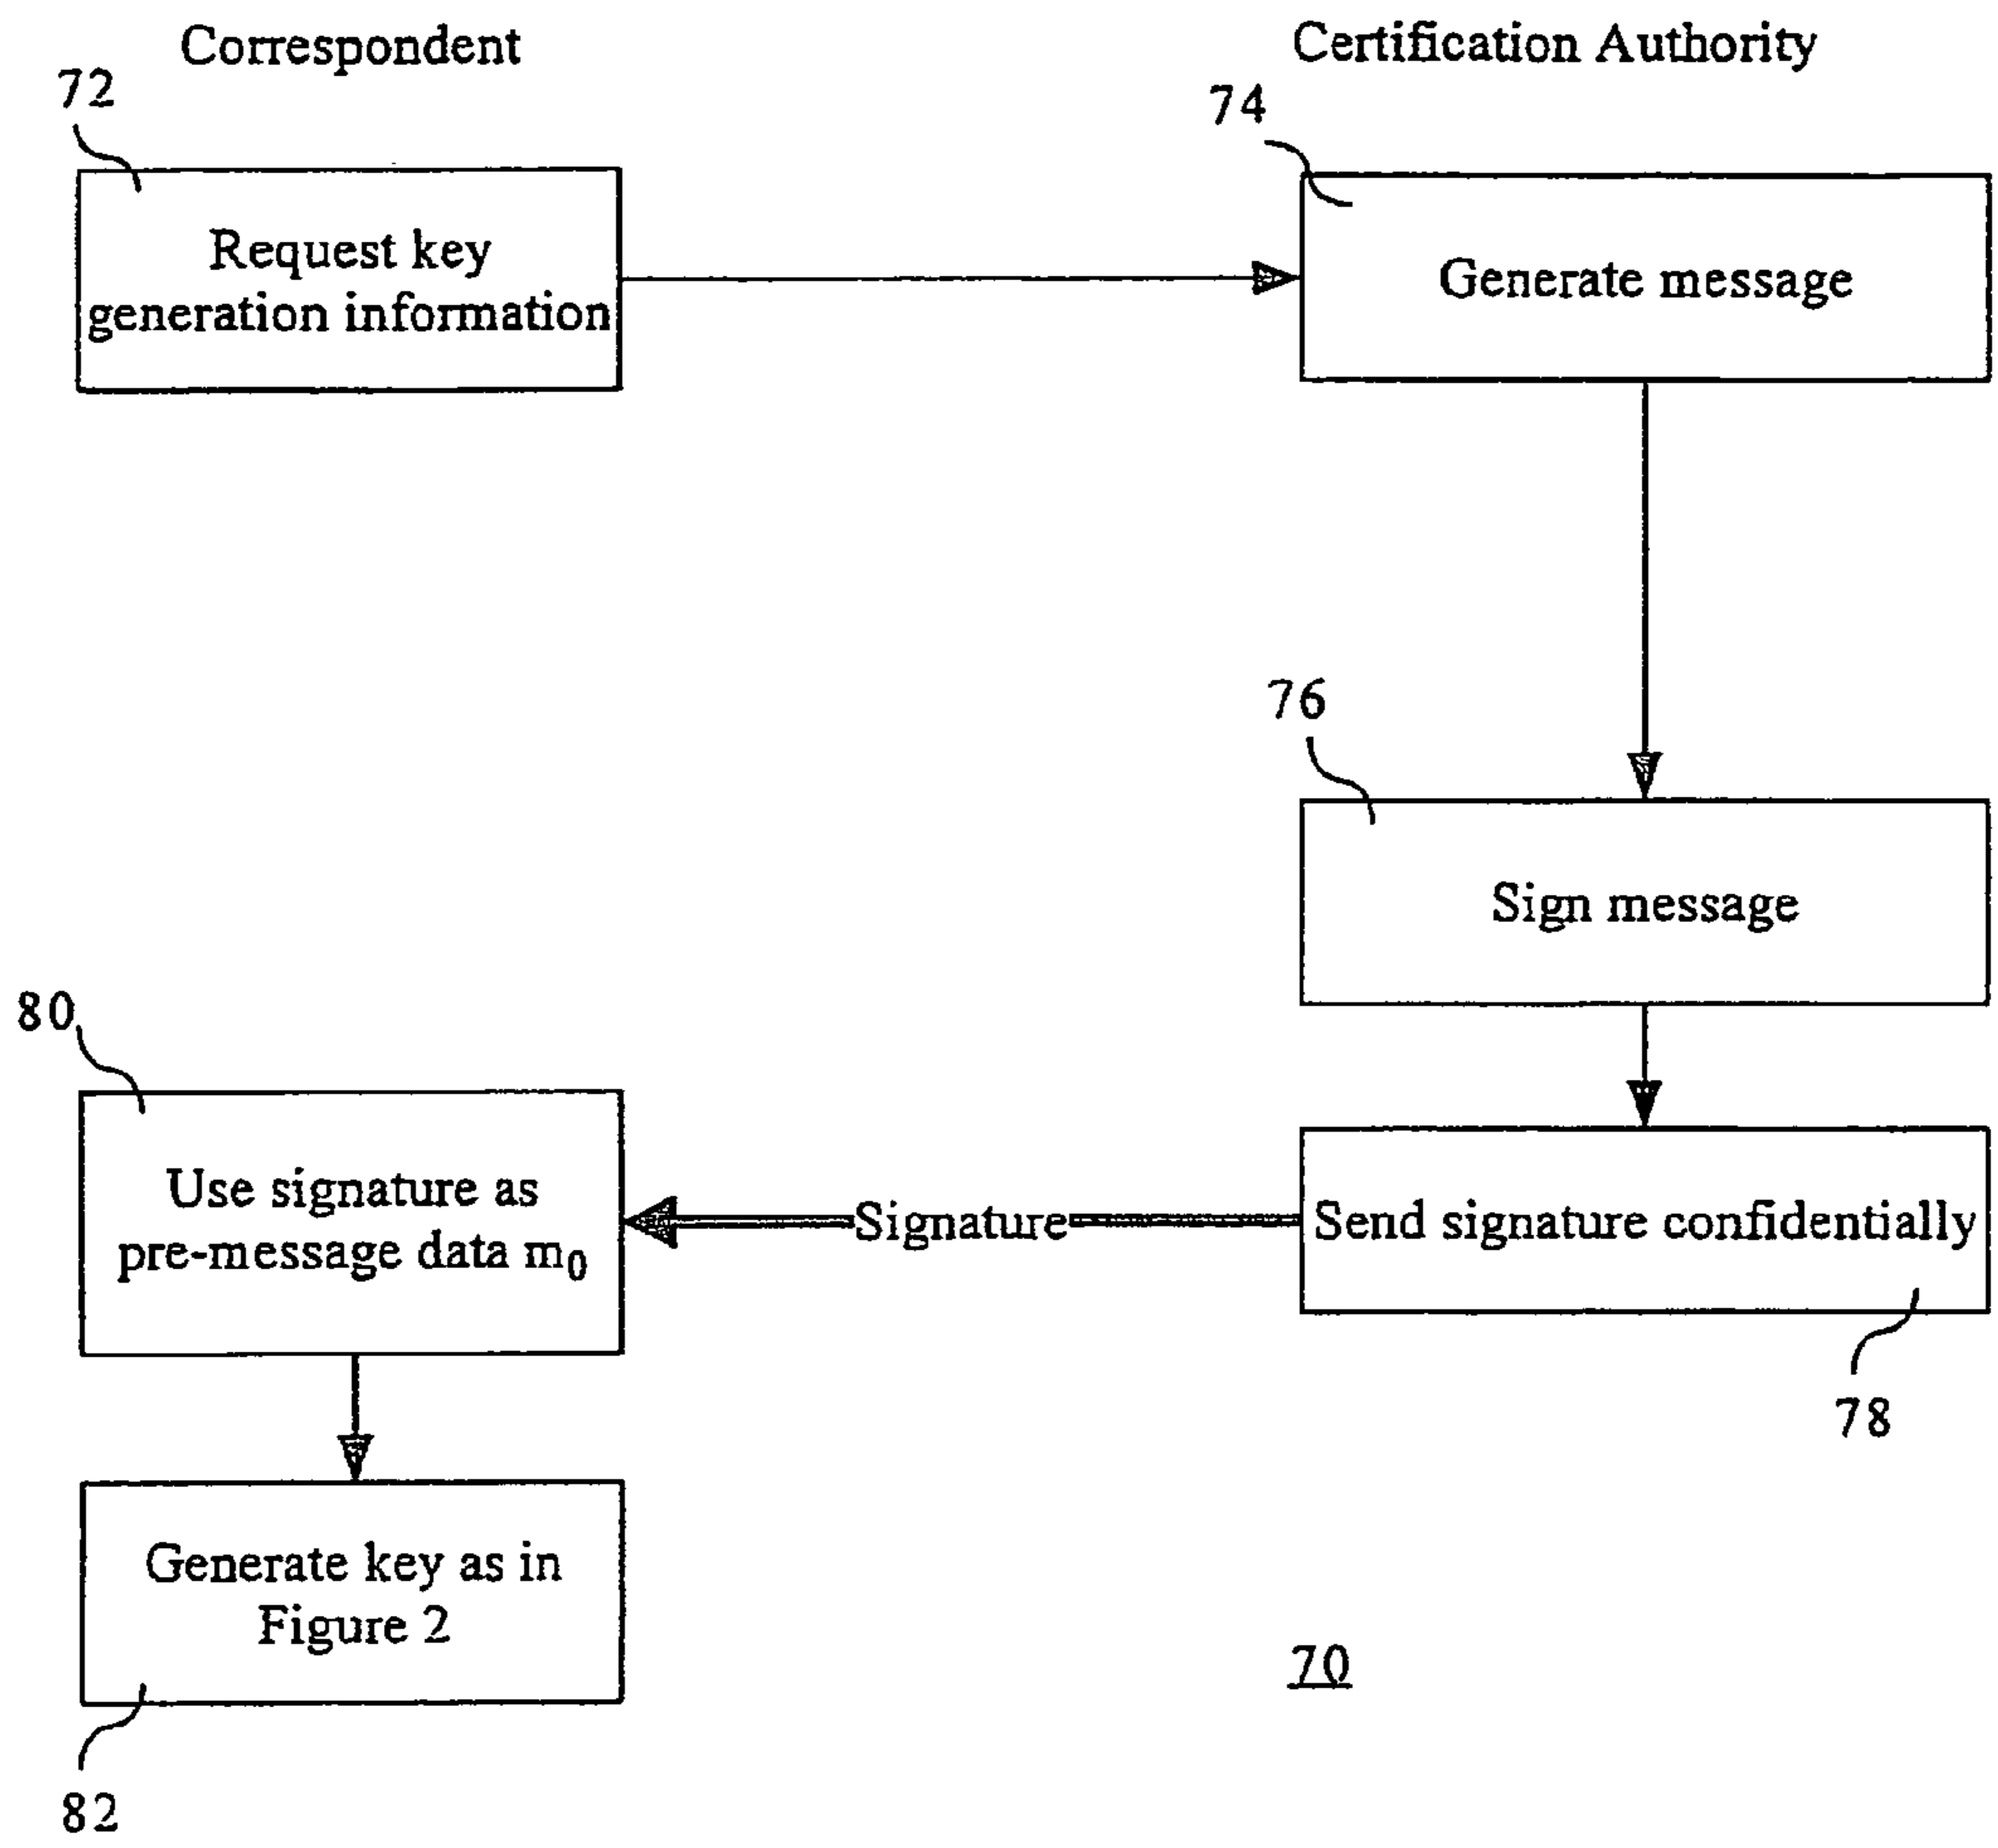 Correspondent
Certification Authority
72
74
Request key
generation information
Generate message
76
Sign message
80
Use signature as
pre-message data m₀
Signature
Send signature confidentially
78
Generate key as in
Figure 2
70
82